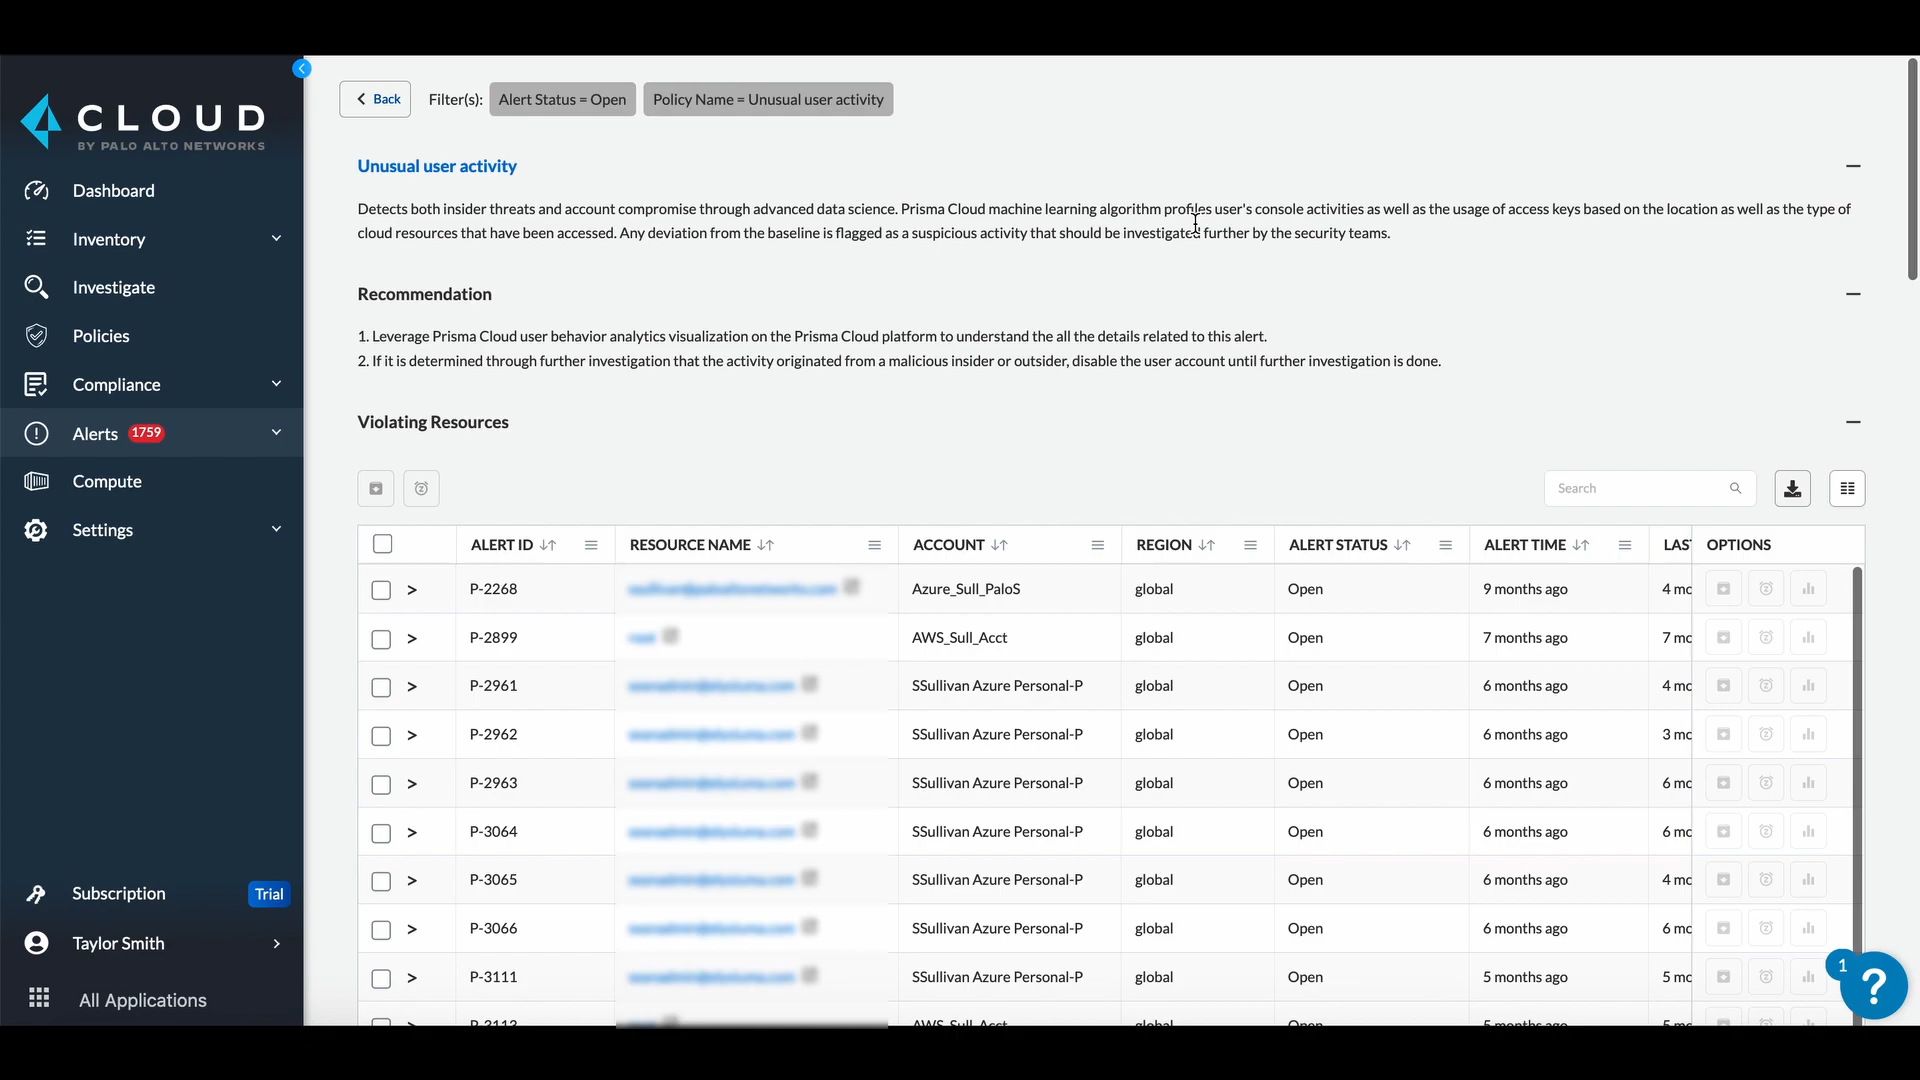 CLOUD
BY PALO ALTO NETWORKS
Dashboard
Inventory
Investigate
Policies
Compliance
Alerts 1759
Compute
Settings
Subscription Trial
Taylor Smith
All Applications
Back Filter(s): Alert Status = Open Policy Name = Unusual user activity
Unusual user activity
Detects both insider threats and account compromise through advanced data science. Prisma Cloud machine learning algorithm profiles user's console activities as well as the usage of access keys based on the location as well as the type of
cloud resources that have been accessed. Any deviation from the baseline is flagged as a suspicious activity that should be investigated further by the security teams.
Recommendation
1. Leverage Prisma Cloud user behavior analytics visualization on the Prisma Cloud platform to understand the all the details related to this alert.
2. If it is determined through further investigation that the activity originated from a malicious insider or outsider, disable the user account until further investigation is done.
Violating Resources
Search
ALERT ID RESOURCE NAME ACCOUNT REGION ALERT STATUS ALERT TIME LAST OPTIONS
> P-2268 Azure_Sull_PaloS global Open 9 months ago 4 mo
> P-2899 AWS_Sull_Acct global Open 7 months ago 7 mo
> P-2961 SSullivan Azure Personal-P global Open 6 months ago 4 mo
> P-2962 SSullivan Azure Personal-P global Open 6 months ago 3 mo
> P-2963 SSullivan Azure Personal-P global Open 6 months ago 6 mo
> P-3064 SSullivan Azure Personal-P global Open 6 months ago 6 mo
> P-3065 SSullivan Azure Personal-P global Open 6 months ago 4 mo
> P-3066 SSullivan Azure Personal-P global Open 6 months ago 6 mo
> P-3111 SSullivan Azure Personal-P global Open 5 months ago 5 mo
> P-3112 AWS_Sull_Acct global Open 5 months ago 5 mo
1 ?